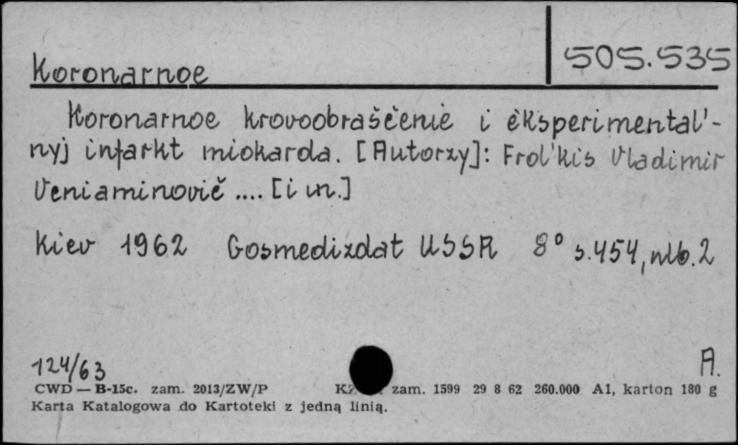 505.535
Koronarnoe
Koronarnoe krovoobraščenie i èksperimental'-
nyj infarkt miokarda. [Autorzy]: Frol'kis Vladimir
Veniaminovič .... [i in.]
Kiev 1962 Gosmedizdat USSR 8° s.454, nlb.2
124/63 A.
CWD — B-15c. zam. 2013/ZW/P zam. 1599 29 8 62 260.000 A1, karton 180 g
Karta Katalogowa do Kartoteki z jedną linią.